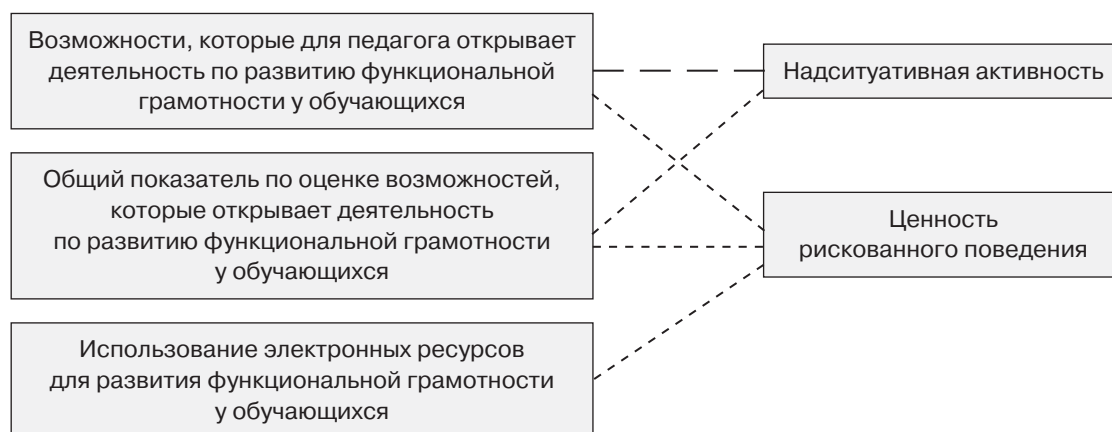 Возможности, которые для педагога открывает
деятельность по развитию функциональной
грамотности у обучающихся
Надситуативная активность
Общий показатель по оценке возможностей,
которые открывает деятельность
по развитию функциональной грамотности
у обучающихся
Ценность
рискованного поведения
Использование электронных ресурсов
для развития функциональной грамотности
у обучающихся